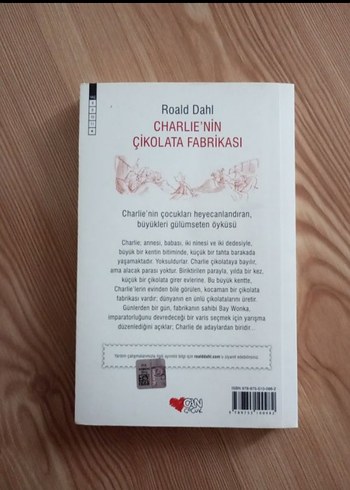 Roald Dahl
CHARLIE'NİN
ÇİKOLATA FABRİKASI
Charlie'nin çocukları heyecanlandıran,
büyükleri gülümseten öyküsü
Charlie, annesi, babası, iki ninesi ve iki dedesiyle,
büyük bir kentin bitiminde, küçük bir tahta barakada
yaşamaktadır. Yoksuldurlar. Charlie çikolataya bayılır,
ama alacak parası yoktur. Biriktirilen parayla, yılda bir kez,
küçük bir çikolata girer evlerine. Bu büyük kentte,
Charlie'lerin evinden bile görülen, kocaman bir çikolata
fabrikası vardır; dünyanın en ünlü çikolatalarını üretir.
Günlerden bir gün, fabrikanın sahibi Bay Wonka,
imparatorluğunu devredeceği bir varis seçmek için yarışma
düzenlediğini açıklar; Charlie de adaylardan biridir...
CAN